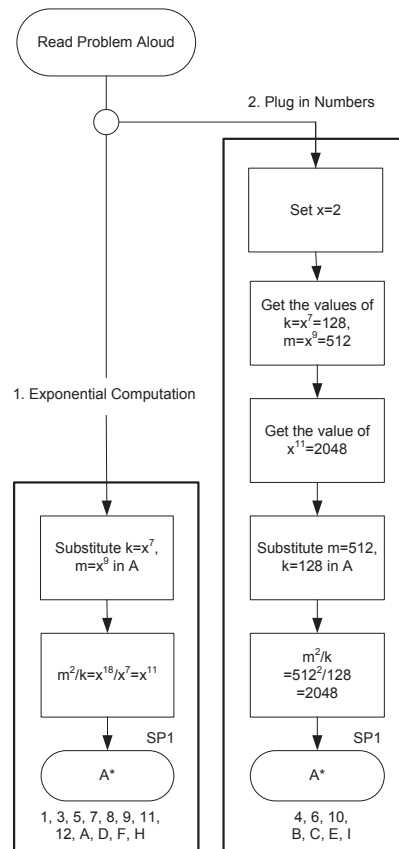 Read Problem Aloud
2. Plug in Numbers
Set x=2
Get the values of
k=x⁷=128,
m=x⁹=512
1. Exponential Computation
Get the value of
x¹¹=2048
Substitute k=x⁷,
m=x⁹ in A
Substitute m=512,
k=128 in A
m²/k=x¹⁸/x⁷=x¹¹
m²/k
=512²/128
=2048
SP1
A*
1, 3, 5, 7, 8, 9, 11,
12, A, D, F, H
SP1
A*
4, 6, 10,
B, C, E, I